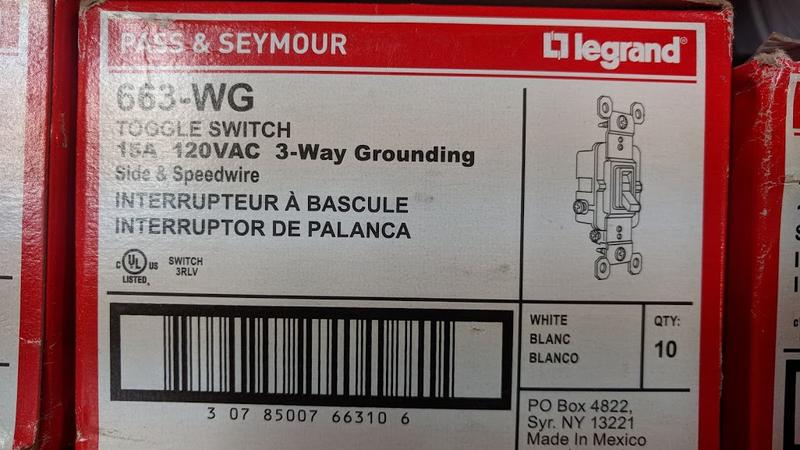 PASS & SEYMOUR
legrand®
663-WG
TOGGLE SWITCH
15A 120VAC 3-Way Grounding
Side & Speedwire
INTERRUPTEUR À BASCULE
INTERRUPTOR DE PALANCA
C UL US
LISTED
SWITCH
3RLV
WHITE
BLANC
BLANCO
QTY:
10
3 07 85007 66310 6
PO Box 4822,
Syr. NY 13221
Made In Mexico